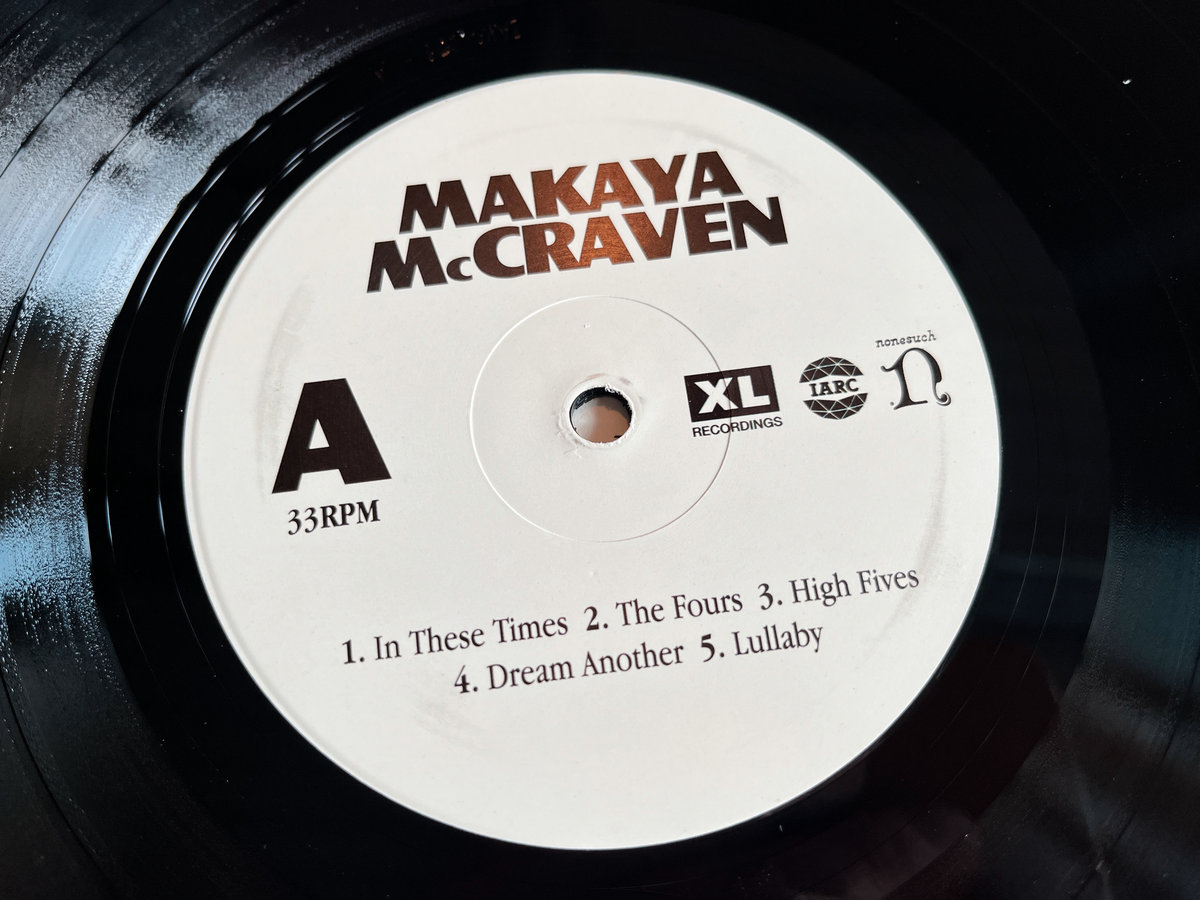 MAKAYA
McCRAVEN
nonesuch
n
XL
RECORDINGS
IARC
A
33RPM
1. In These Times 2. The Fours 3. High Fives
4. Dream Another 5. Lullaby